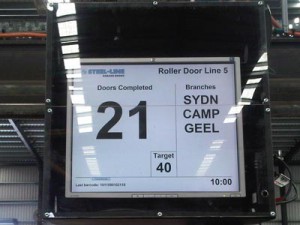 STEEL-LINE
Roller Door Line 5
Doors Completed
Branches
21
SYDN
CAMP
GEEL
Target
40
10:00